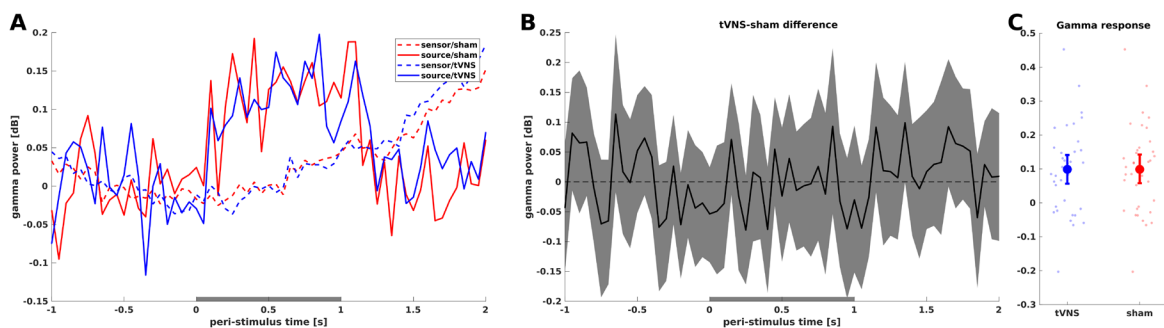 A
0.2
0.15
0.1
0.05
0
-0.05
-0.1
-0.15
gamma power [dB]
-1
-0.5
0
0.5
1
1.5
2
peri-stimulus time [s]
sensor/sham
source/sham
sensor/tVNS
source/tVNS
B
tVNS-sham difference
0.25
0.2
0.15
0.1
0.05
0
-0.05
-0.1
-0.15
-0.2
gamma power [dB]
-1
-0.5
0
0.5
1
1.5
2
peri-stimulus time [s]
C
Gamma response
0.5
0.4
0.3
0.2
0.1
0
-0.1
-0.2
-0.3
tVNS
sham